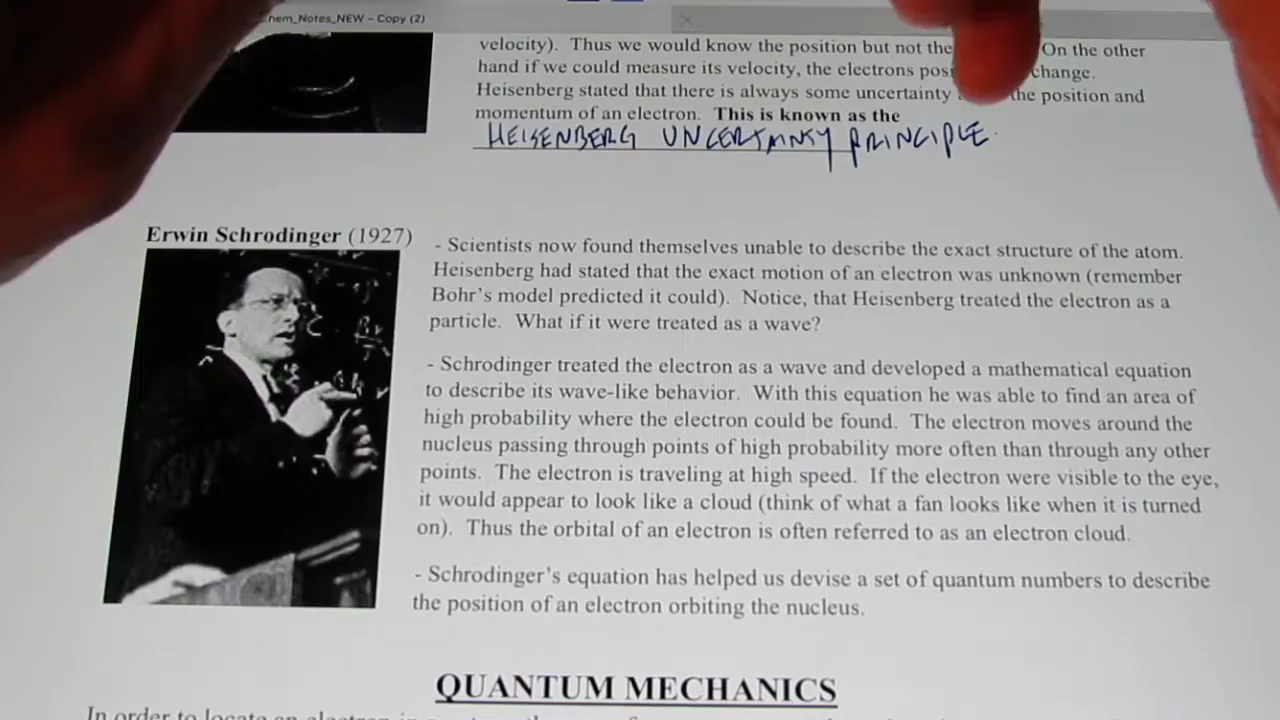 hem_Notes_NEW - Copy (2)
velocity). Thus we would know the position but not the On the other
hand if we could measure its velocity, the electrons change.
Heisenberg stated that there is always some uncertainty the position and
momentum of an electron. This is known as the
HEISENBERG UNCERTAINTY PRINCIPLE.
Erwin Schrodinger (1927)
- Scientists now found themselves unable to describe the exact structure of the atom.
Heisenberg had stated that the exact motion of an electron was unknown (remember
Bohr's model predicted it could). Notice, that Heisenberg treated the electron as a
particle. What if it were treated as a wave?
- Schrodinger treated the electron as a wave and developed a mathematical equation
to describe its wave-like behavior. With this equation he was able to find an area of
high probability where the electron could be found. The electron moves around the
nucleus passing through points of high probability more often than through any other
points. The electron is traveling at high speed. If the electron were visible to the eye,
it would appear to look like a cloud (think of what a fan looks like when it is turned
on). Thus the orbital of an electron is often referred to as an electron cloud.
- Schrodinger's equation has helped us devise a set of quantum numbers to describe
the position of an electron orbiting the nucleus.
QUANTUM MECHANICS
In order to locate an electron in